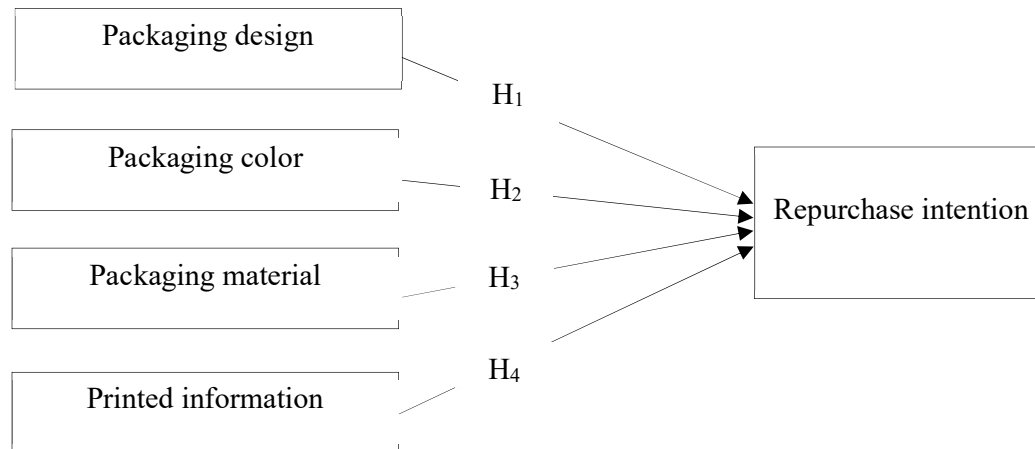 Packaging design
H₁
Packaging color
H₂
Repurchase intention
Packaging material
H₃
Printed information
H₄